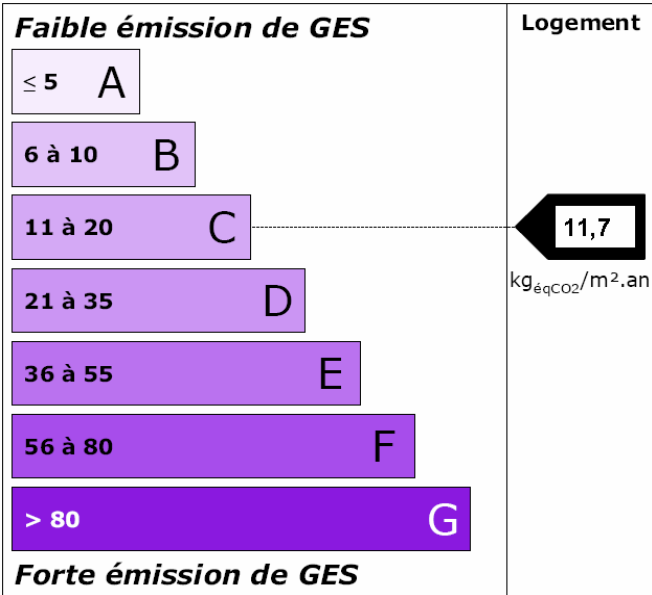 Faible émission de GES
Logement
≤ 5 A
6 à 10 B
11 à 20 C
11,7
kgéqCO2/m².an
21 à 35 D
36 à 55 E
56 à 80 F
> 80 G
Forte émission de GES